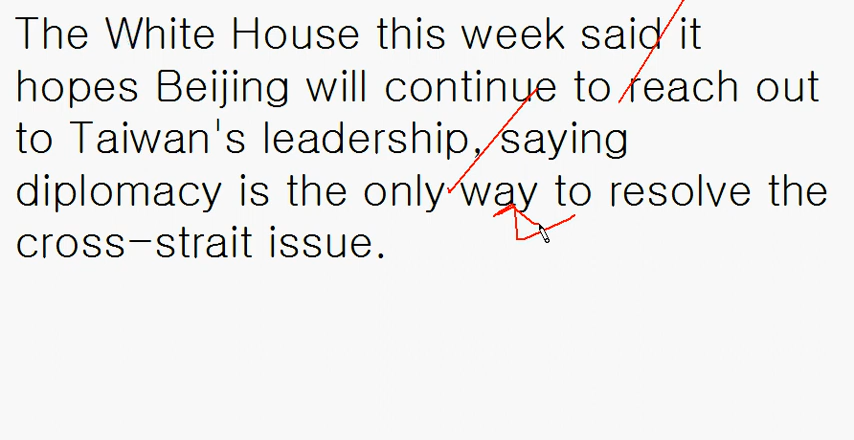 The White House this week said it
hopes Beijing will continue to reach out
to Taiwan's leadership, saying
diplomacy is the only way to resolve the
cross-strait issue.